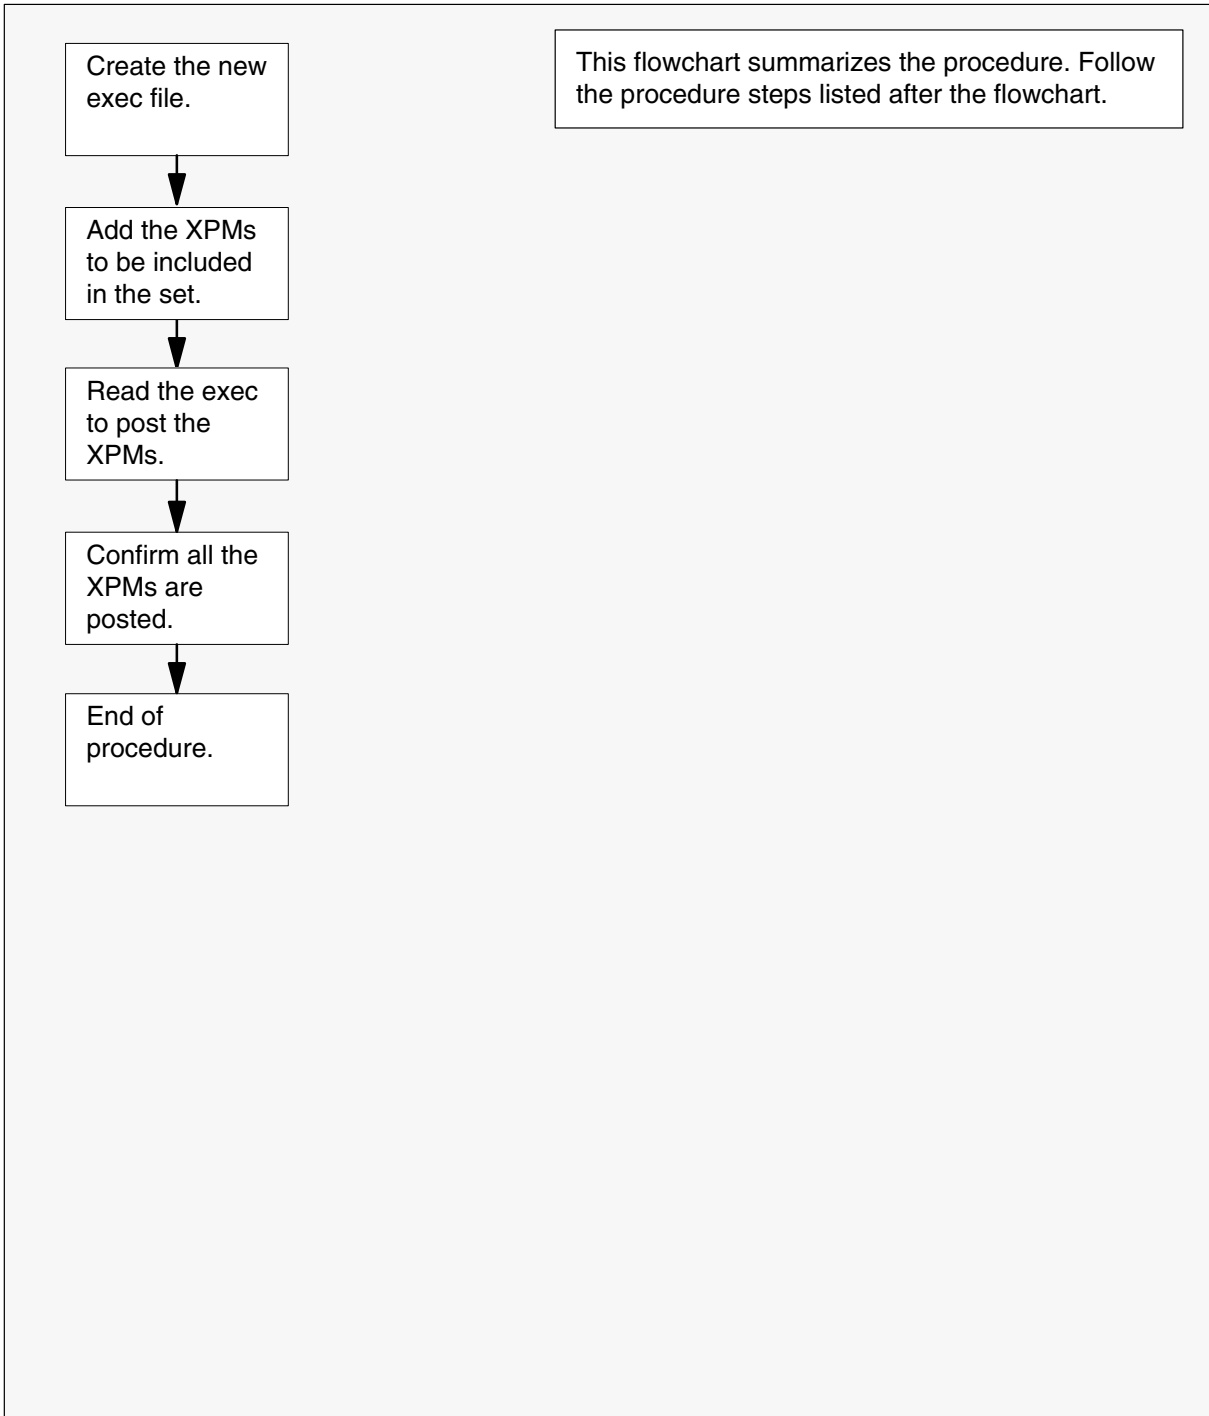 Create the new
exec file.
This flowchart summarizes the procedure. Follow
the procedure steps listed after the flowchart.
Add the XPMs
to be included
in the set.
Read the exec
to post the
XPMs.
Confirm all the
XPMs are
posted.
End of
procedure.